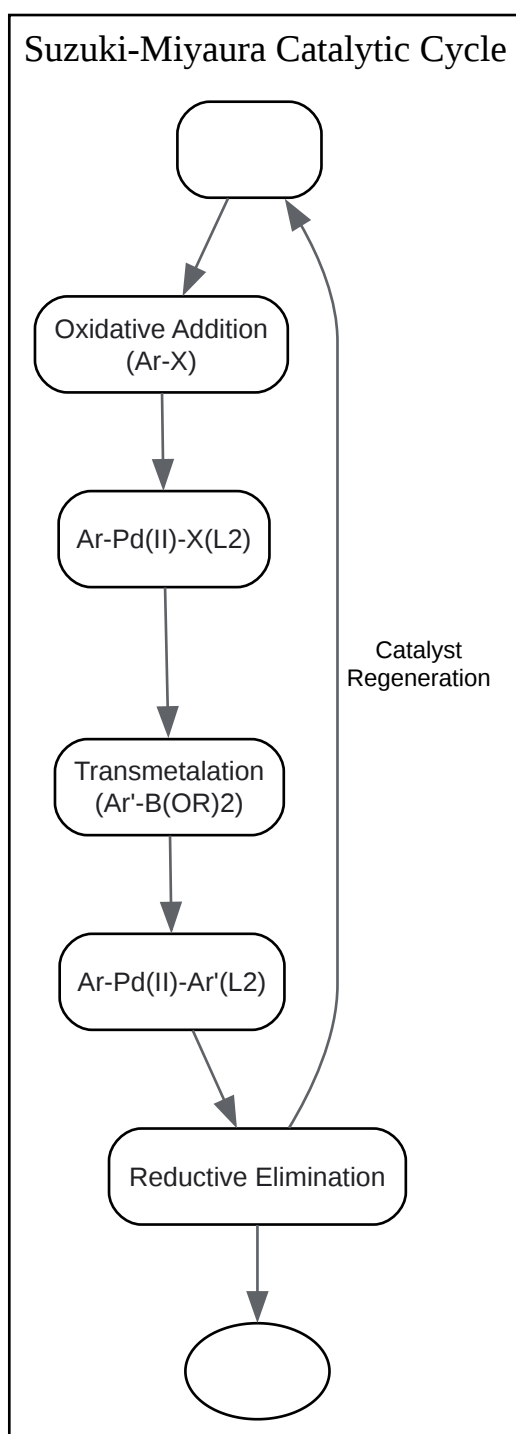 Suzuki-Miyaura Catalytic Cycle
Oxidative Addition
(Ar-X)
Ar-Pd(II)-X(L2)
Catalyst
Regeneration
Transmetalation
(Ar'-B(OR)2)
Ar-Pd(II)-Ar'(L2)
Reductive Elimination